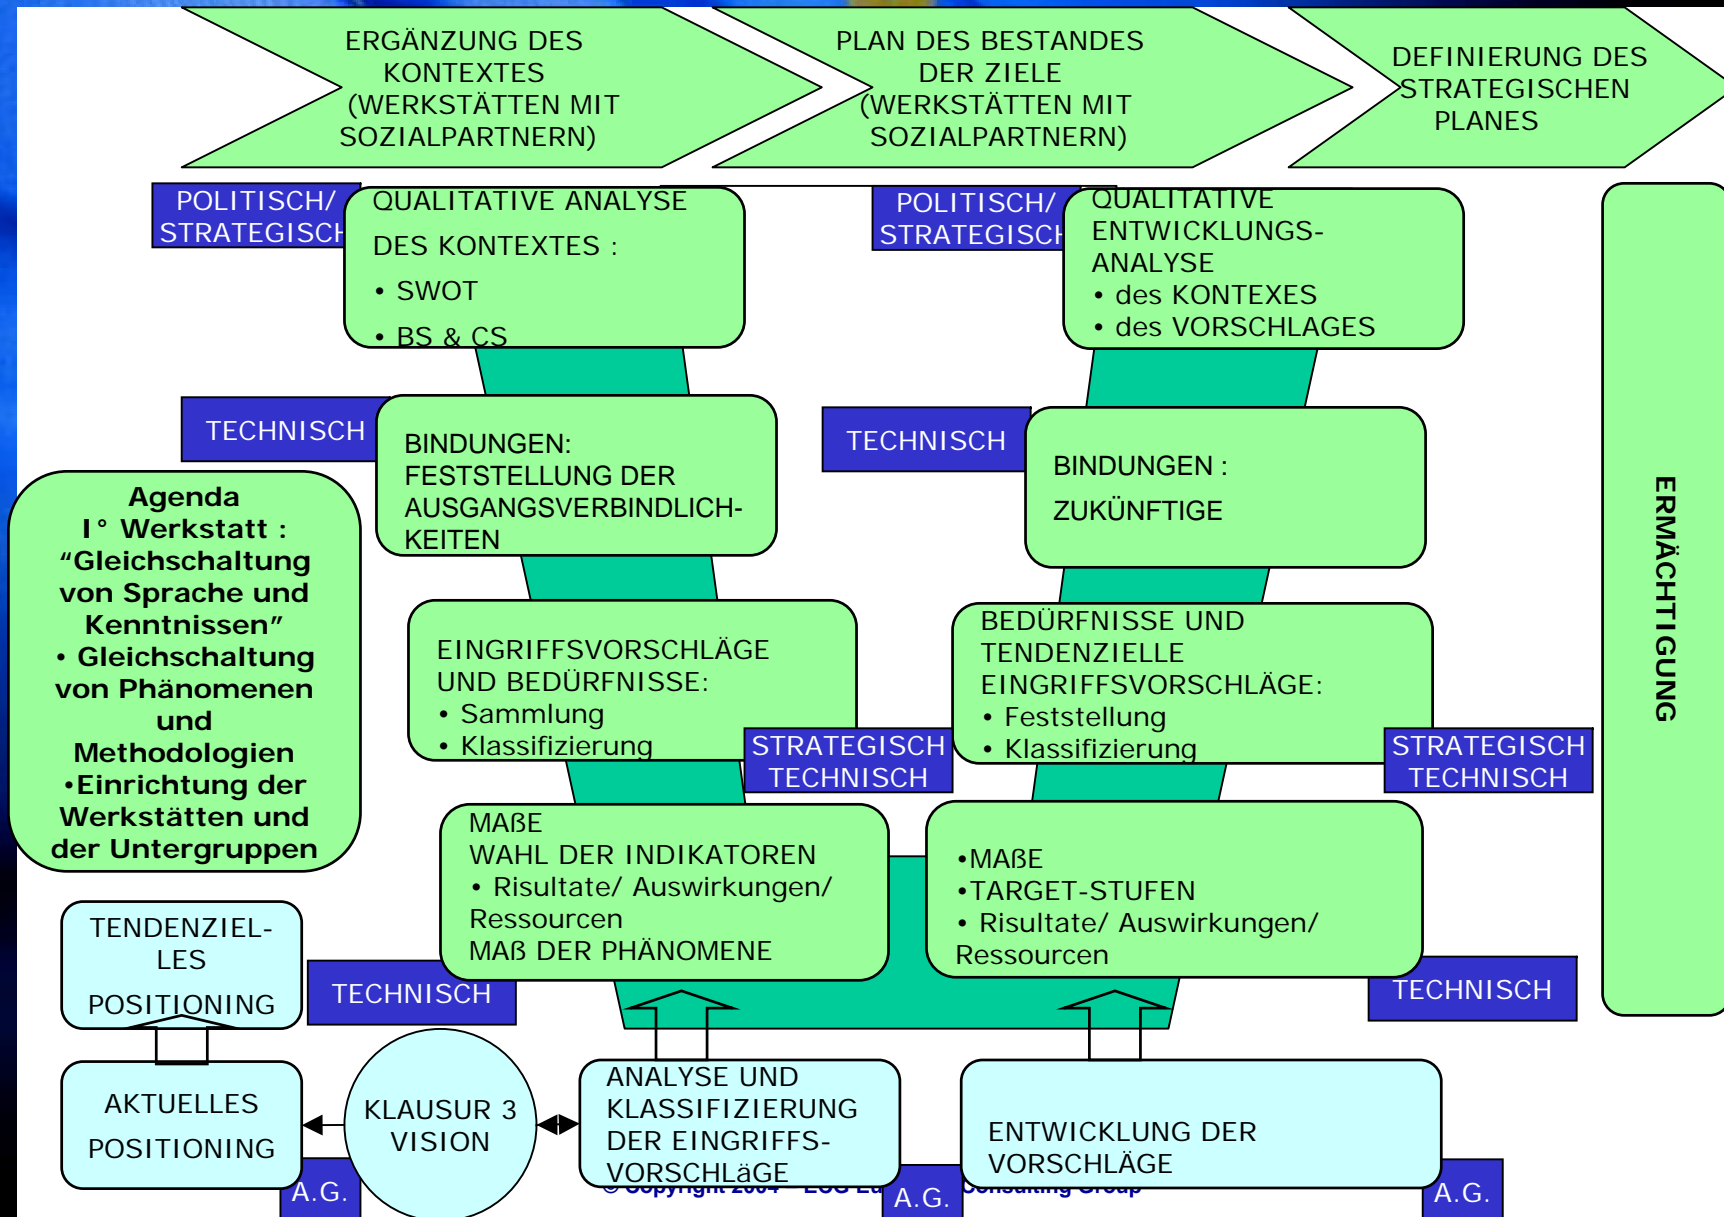 ERGÄNZUNG DES
KONTEXTES
(WERKSTÄTTEN MIT
SOZIALPARTNERN)
PLAN DES BESTANDES
DER ZIELE
(WERKSTÄTTEN MIT
SOZIALPARTNERN)
DEFINIERUNG DES
STRATEGISCHEN
PLANES
POLITISCH/
STRATEGISCH
QUALITATIVE ANALYSE
DES KONTEXTES :
• SWOT
• BS & CS
POLITISCH/
STRATEGISCH
QUALITATIVE
ENTWICKLUNGS-
ANALYSE
• des KONTEXES
• des VORSCHLAGES
TECHNISCH
BINDUNGEN:
FESTSTELLUNG DER
AUSGANGSVERBINDLICH-
KEITEN
TECHNISCH
BINDUNGEN :
ZUKÜNFTIGE
ERMÄCHTIGUNG
Agenda
I° Werkstatt :
“Gleichschaltung
von Sprache und
Kenntnissen”
• Gleichschaltung
von Phänomenen
und
Methodologien
•Einrichtung der
Werkstätten und
der Untergruppen
EINGRIFFSVORSCHLÄGE
UND BEDÜRFNISSE:
• Sammlung
• Klassifizierung
STRATEGISCH
TECHNISCH
BEDÜRFNISSE UND
TENDENZIELLE
EINGRIFFSVORSCHLÄGE:
• Feststellung
• Klassifizierung
STRATEGISCH
TECHNISCH
MAßE
WAHL DER INDIKATOREN
• Risultate/ Auswirkungen/
Ressourcen
MAß DER PHÄNOMENE
TECHNISCH
•MAßE
•TARGET-STUFEN
• Risultate/ Auswirkungen/
Ressourcen
TECHNISCH
TENDENZIEL-
LES
POSITIONING
AKTUELLES
POSITIONING
A.G.
KLAUSUR 3
VISION
ANALYSE UND
KLASSIFIZIERUNG
DER EINGRIFFS-
VORSCHLäGE
A.G.
ENTWICKLUNG DER
VORSCHLÄGE
A.G.
© Copyright 2004 ECG Consulting Group